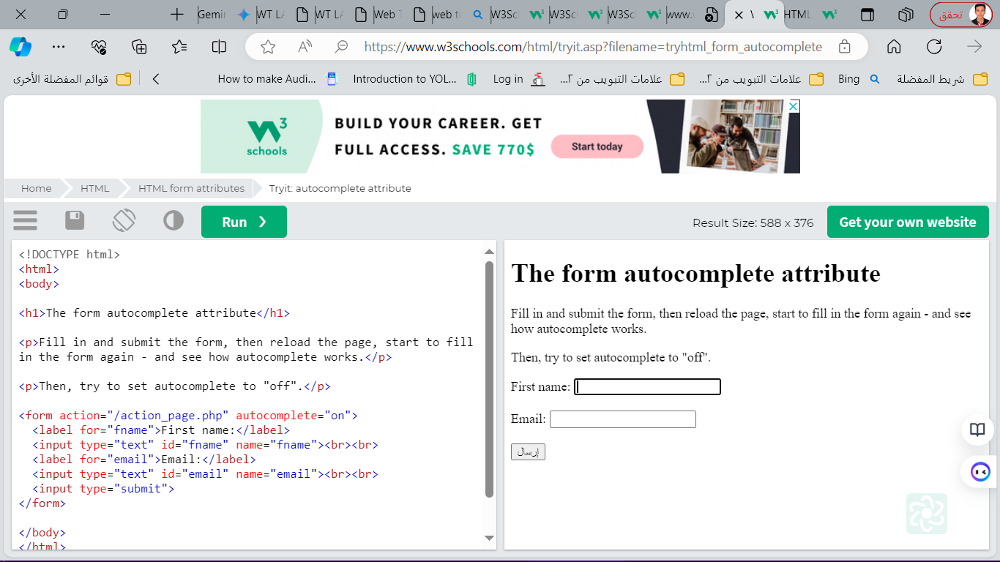 Gemir
WT LA
WT LA
Web T
web te
W3Sc
W3Sc
W3Sc
www.
HTML
تحقق
https://www.w3schools.com/html/tryit.asp?filename=tryhtml_form_autocomplete
قوائم المفضلة الأخرى
How to make Audi...
Introduction to YOL...
Log in
علامات التبويب من ٢...
علامات التبويب من ٢...
Bing
شريط المفضلة
W3
schools
BUILD YOUR CAREER. GET
FULL ACCESS. SAVE 770$
Start today
Home
HTML
HTML form attributes
Tryit: autocomplete attribute
Run ❯
Result Size: 588 x 376
Get your own website
<!DOCTYPE html>
<html>
<body>
<h1>The form autocomplete attribute</h1>
<p>Fill in and submit the form, then reload the page, start to fill
in the form again - and see how autocomplete works.</p>
<p>Then, try to set autocomplete to "off".</p>
<form action="/action_page.php" autocomplete="on">
<label for="fname">First name:</label>
<input type="text" id="fname" name="fname"><br><br>
<label for="email">Email:</label>
<input type="text" id="email" name="email"><br><br>
<input type="submit">
</form>
</body>
</html>
The form autocomplete attribute
Fill in and submit the form, then reload the page, start to fill in the form again - and see
how autocomplete works.
Then, try to set autocomplete to "off".
First name:
Email:
إرسال